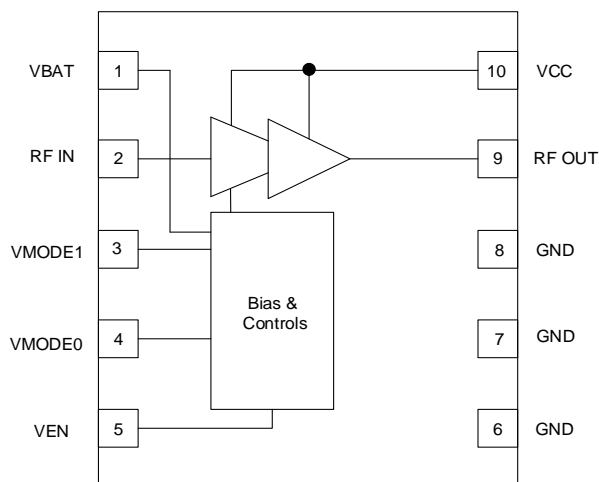 VBAT 1 10 VCC
RF IN 2 9 RF OUT
VMODE1 3 8 GND
Bias &
Controls
VMODE0 4 7 GND
VEN 5 6 GND